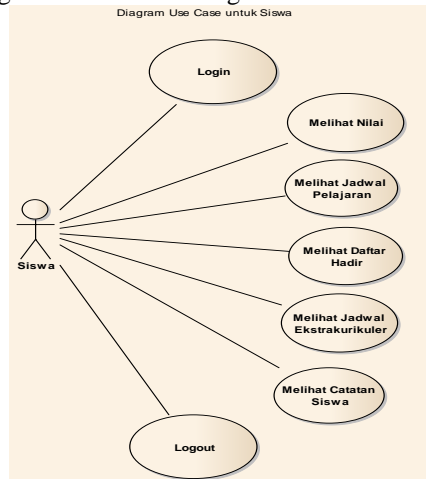 Diagram Use Case untuk Siswa
Login
Melihat Nilai
Melihat Jadwal
Pelajaran
Melihat Daftar
Hadir
Siswa
Melihat Jadwal
Ekstrakurikuler
Melihat Catatan
Siswa
Logout